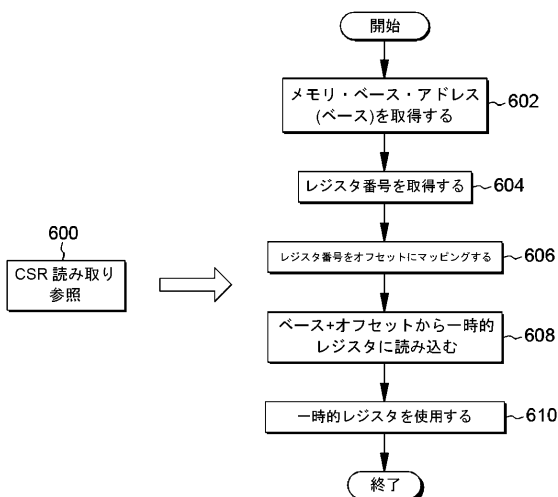 開始
メモリ・ベース・アドレス
(ベース)を取得する
602
レジスタ番号を取得する
604
600
CSR 読み取り
参照
レジスタ番号をオフセットにマッピングする
606
ベース+オフセットから一時的
レジスタに読み込む
608
一時的レジスタを使用する
610
終了